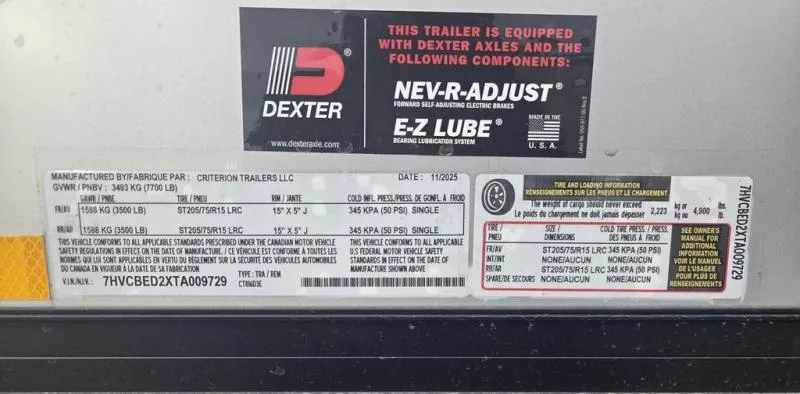 THIS TRAILER IS EQUIPPED
WITH DEXTER AXLES AND THE
FOLLOWING COMPONENTS:
DEXTER
www.dexteraxle.com
NEV-R-ADJUST®
FORWARD SELF-ADJUSTING ELECTRIC BRAKES
E-Z LUBE®
BEARING LUBRICATION SYSTEM
MADE IN THE
U. S. A.
MANUFACTURED BY/FABRIQUE PAR : CRITERION TRAILERS LLC DATE : 11/2025
GVWR / PNBV : 3493 KG (7700 LB)
GAWR / PNBE TIRE / PNEU RIM / JANTE COLD INFL. PRESS./PRESS. DE GONFL. À FROID
FR/AV 1588 KG (3500 LB) ST205/75/R15 LRC 15" X 5" J 345 KPA (50 PSI) SINGLE
RR/AR 1588 KG (3500 LB) ST205/75/R15 LRC 15" X 5" J 345 KPA (50 PSI) SINGLE
THIS VEHICLE CONFORMS TO ALL APPLICABLE STANDARDS PRESCRIBED UNDER THE CANADIAN MOTOR VEHICLE
SAFETY REGULATIONS IN EFFECT ON THE DATE OF MANUFACTURE. / CE VÉHICULE EST CONFORME À TOUTES
LES NORMES QUI LUI SONT APPLICABLES EN VERTU DU RÈGLEMENT SUR LA SÉCURITÉ DES VÉHICULES AUTOMOBILES
DU CANADA EN VIGUEUR À LA DATE DE SA FABRICATION
THIS VEHICLE CONFORMS TO ALL APPLICABLE
U.S FEDERAL MOTOR VEHICLE SAFETY
STANDARDS IN EFFECT ON THE DATE OF
MANUFACTURE SHOWN ABOVE.
V.I.N./N.I.V.: 7HVCBED2XTA009729 TYPE : TRA / REM
CT816D3E
TIRE AND LOADING INFORMATION
RENSEIGNEMENTS SUR LES PNEUS ET LE CHARGEMENT
The weight of cargo should never exceed
Le poids du chargement ne doit jamais dépasser 2,223 kg or kg ou 4,900 lbs. lb.
TIRE / PNEU SIZE / DIMENSIONS COLD TIRE PRESS./PRESS. DES PNEUS À FROID
FR/AV ST205/75/R15 LRC 345 KPA (50 PSI)
INT/INT NONE/AUCUN NONE/AUCUN
RR/AR ST205/75/R15 LRC 345 KPA (50 PSI)
SPARE/DE SECOURS NONE/AUCUN NONE/AUCUN
SEE OWNER'S
MANUAL FOR
ADDITIONAL
INFORMATION
VOIR LE MANUEL
DE L'USAGER
POUR PLUS DE
RENSEIGNEMENTS
7HVCBED2XTA009729